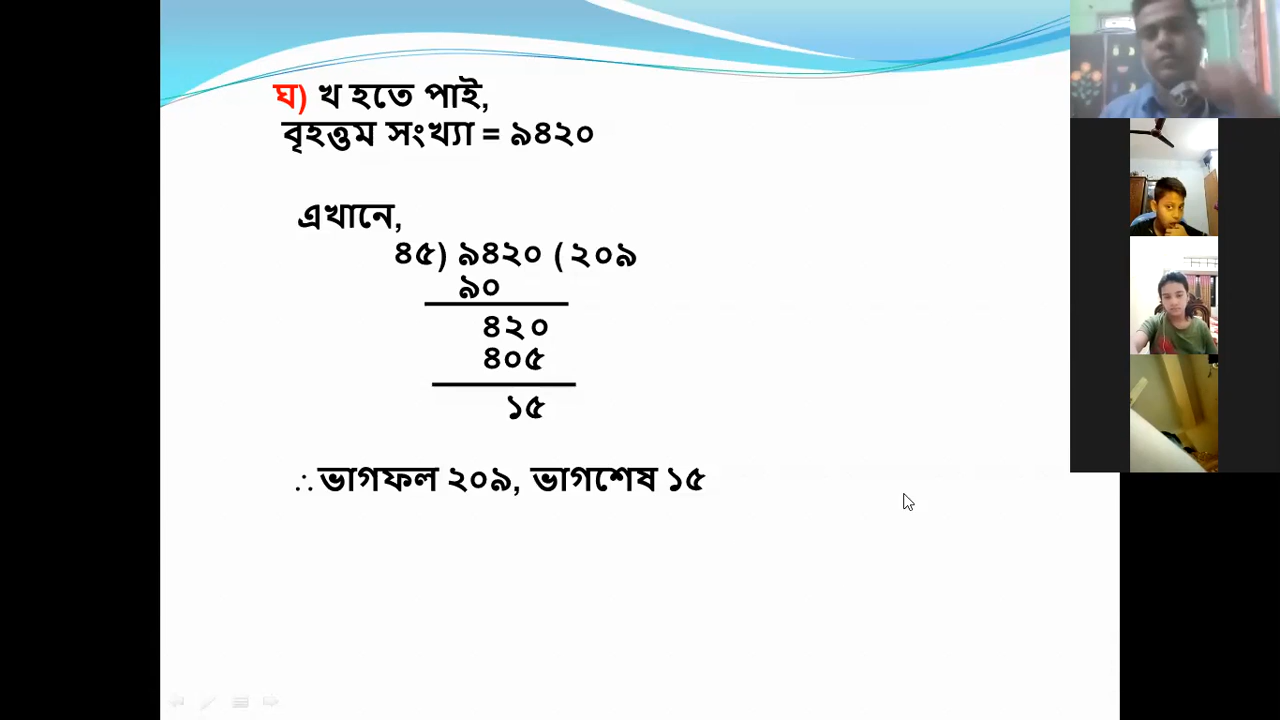 ঘ) খ হতে পাই,
বৃহত্তম সংখ্যা = ৯৪২০
এখানে,
৪৫) ৯৪২০ (২০৯
৯০
৪২০
৪০৫
১৫
∴ ভাগফল ২০৯, ভাগশেষ ১৫